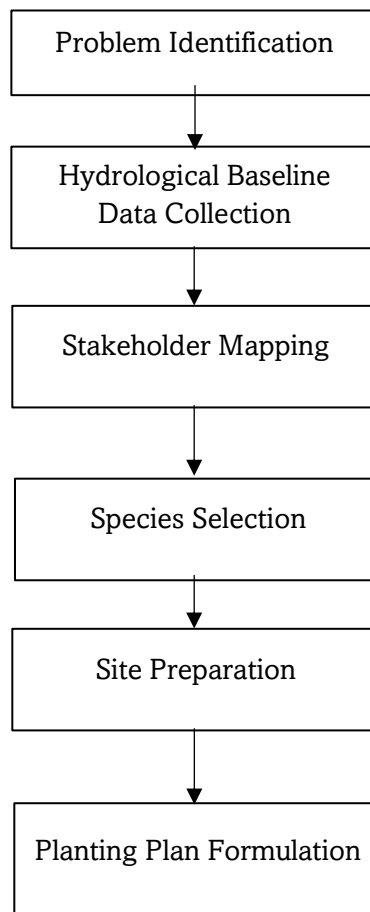 Problem Identification
Hydrological Baseline
Data Collection
Stakeholder Mapping
Species Selection
Site Preparation
Planting Plan Formulation